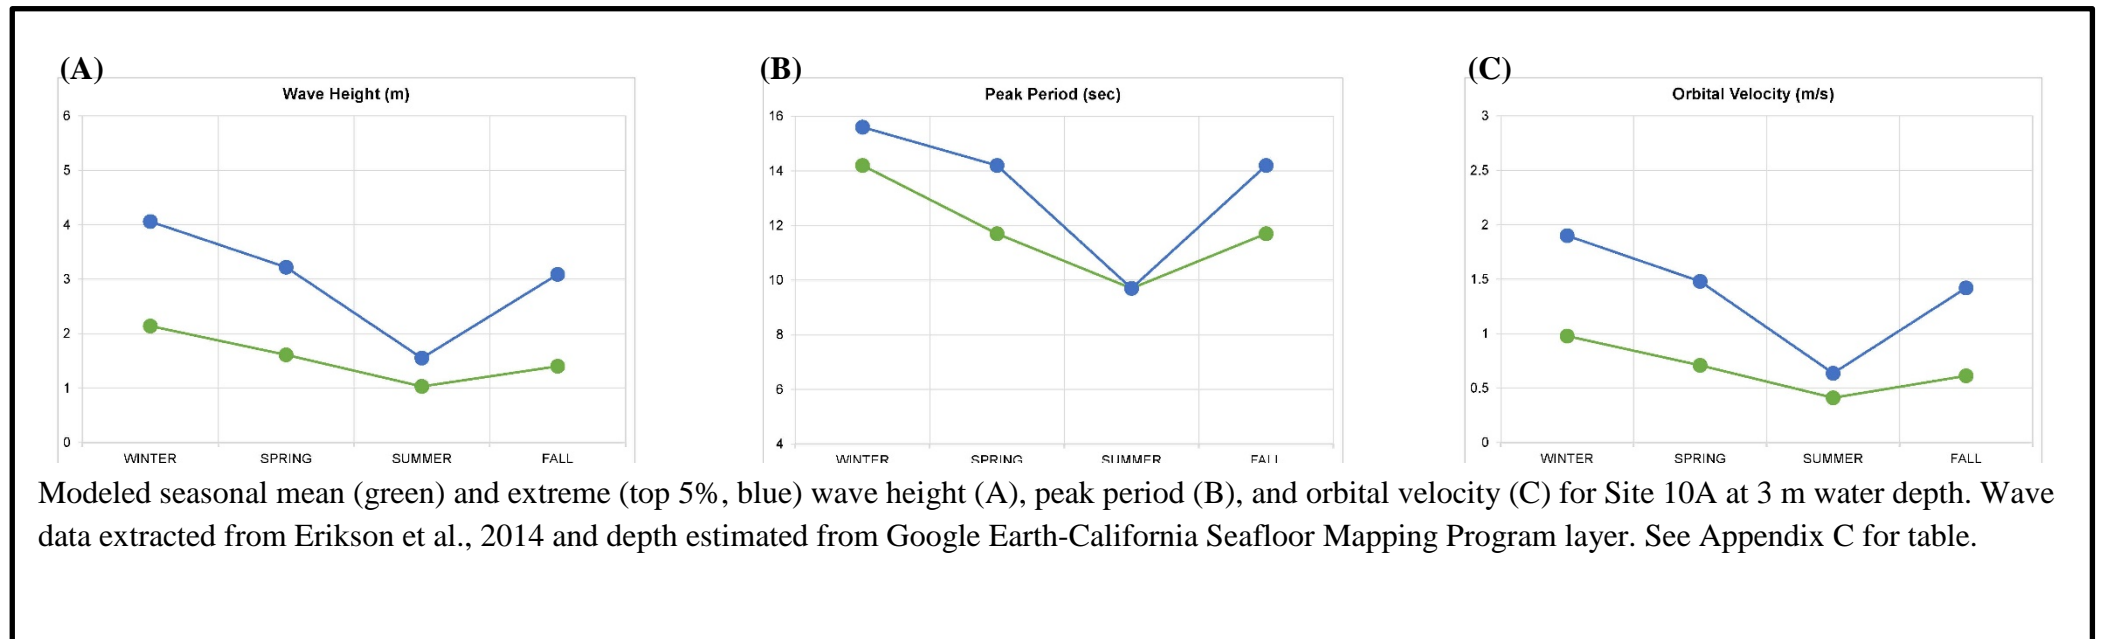 (A)
Wave Height (m)
6
5
4
3
2
1
0
WINTER SPRING SUMMER FALL
(B)
Peak Period (sec)
16
14
12
10
8
6
4
WINTER SPRING SUMMER FALL
(C)
Orbital Velocity (m/s)
3
2.5
2
1.5
1
0.5
0
WINTER SPRING SUMMER FALL
Modeled seasonal mean (green) and extreme (top 5%, blue) wave height (A), peak period (B), and orbital velocity (C) for Site 10A at 3 m water depth. Wave
data extracted from Erikson et al., 2014 and depth estimated from Google Earth-California Seafloor Mapping Program layer. See Appendix C for table.